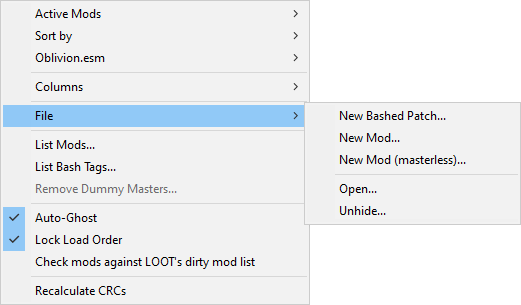 Active Mods
Sort by
Oblivion.esm
Columns
File
List Mods...
List Bash Tags...
Remove Dummy Masters...
Auto-Ghost
Lock Load Order
Check mods against LOOT's dirty mod list
Recalculate CRCs
New Bashed Patch...
New Mod...
New Mod (masterless)...
Open...
Unhide...